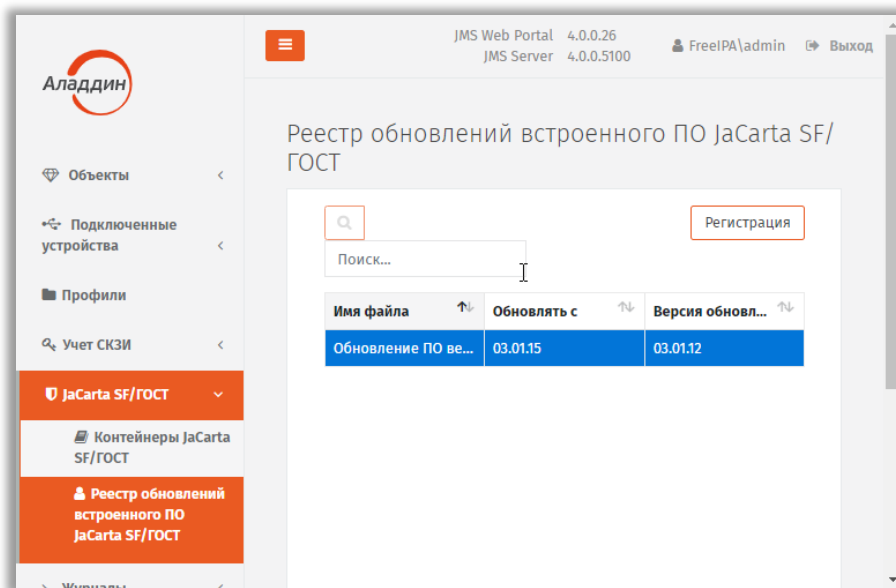 JMS Web Portal 4.0.0.26
JMS Server 4.0.0.5100
FreeIPA\admin
Выход
Аладдин
Объекты
Подключенные
устройства
Профили
Учет СКЗИ
JaCarta SF/ГОСТ
Контейнеры JaCarta
SF/ГОСТ
Реестр обновлений
встроенного ПО
JaCarta SF/ГОСТ
Журналы
Реестр обновлений встроенного ПО JaCarta SF/
ГОСТ
Регистрация
Поиск...
Имя файла Обновлять с Версия обновл...
Обновление ПО ве... 03.01.15 03.01.12